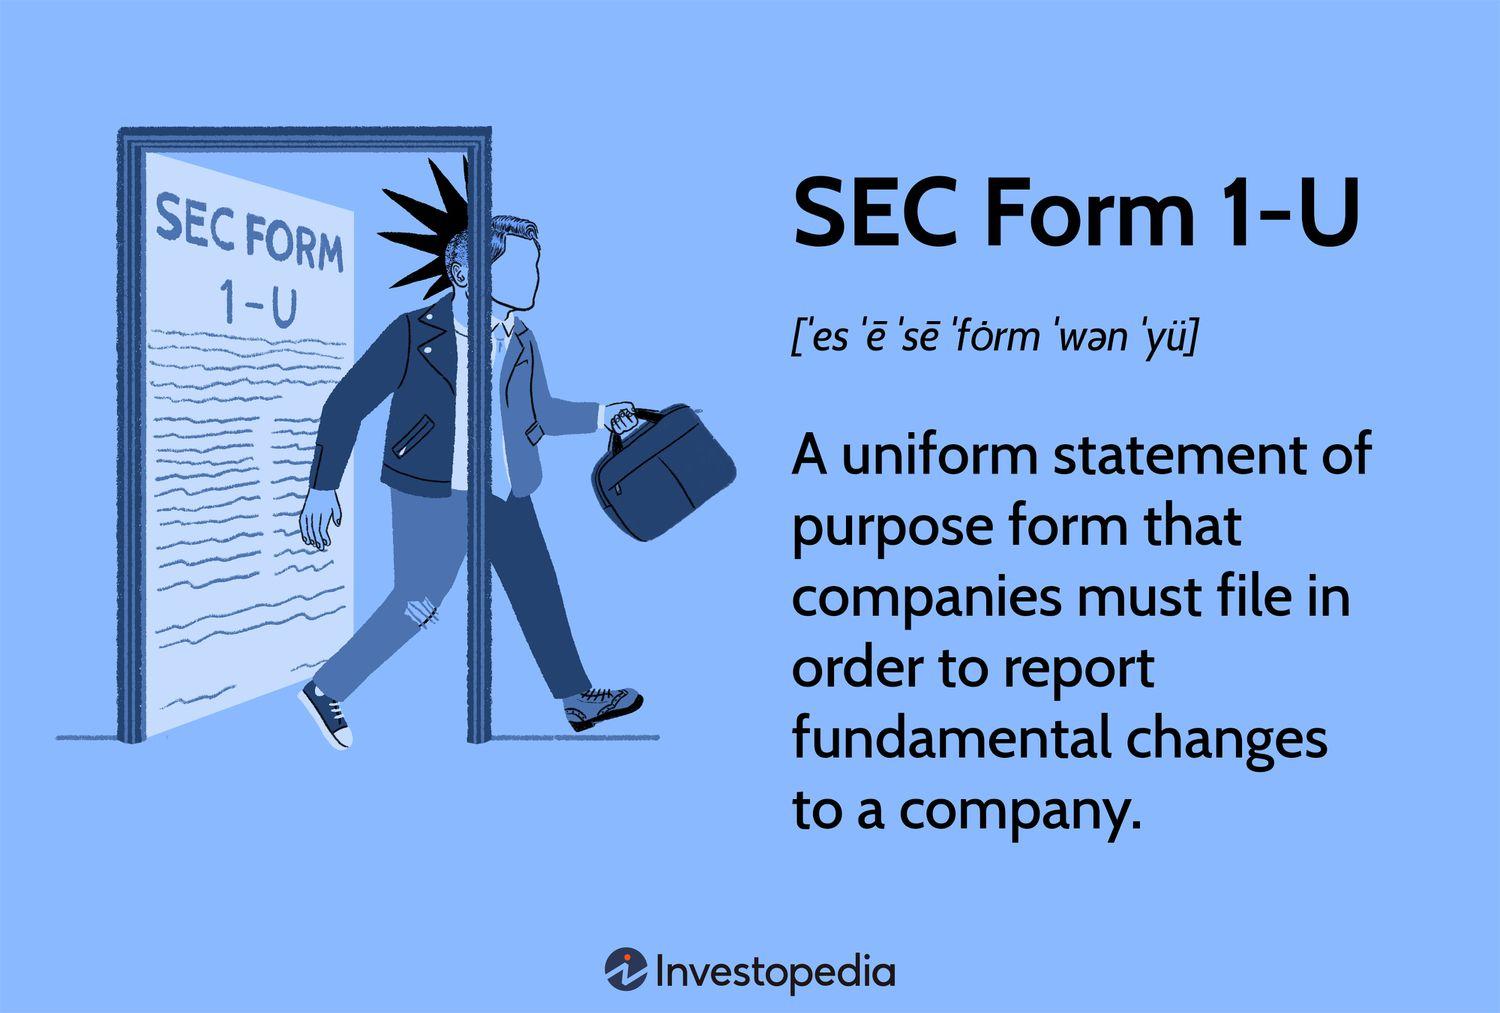 SEC FORM
1-U
SEC Form 1-U
[ˈes ˈē ˈsē ˈfȯrm ˈwən ˈyü]
A uniform statement of
purpose form that
companies must file in
order to report
fundamental changes
to a company.
Investopedia